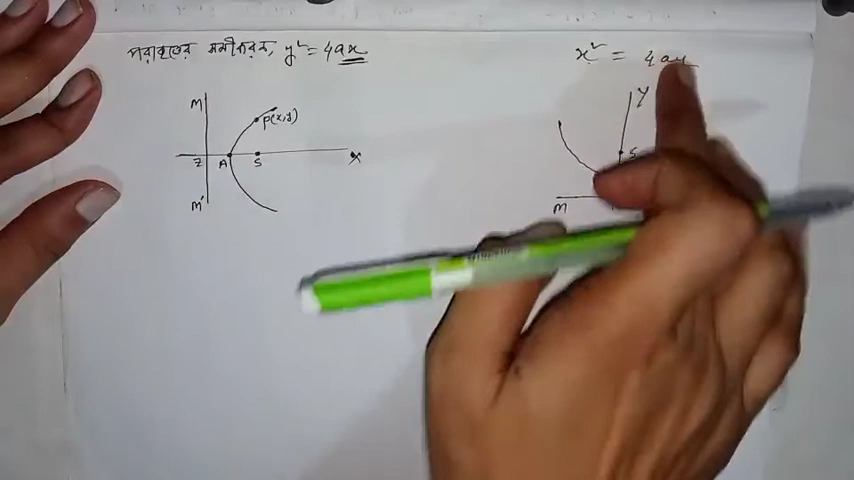 পরাবৃত্তের সমীকরণ, y² = 4ax
x² = 4ay
M
P(x,y)
Z A S X
M'
Y
S
M